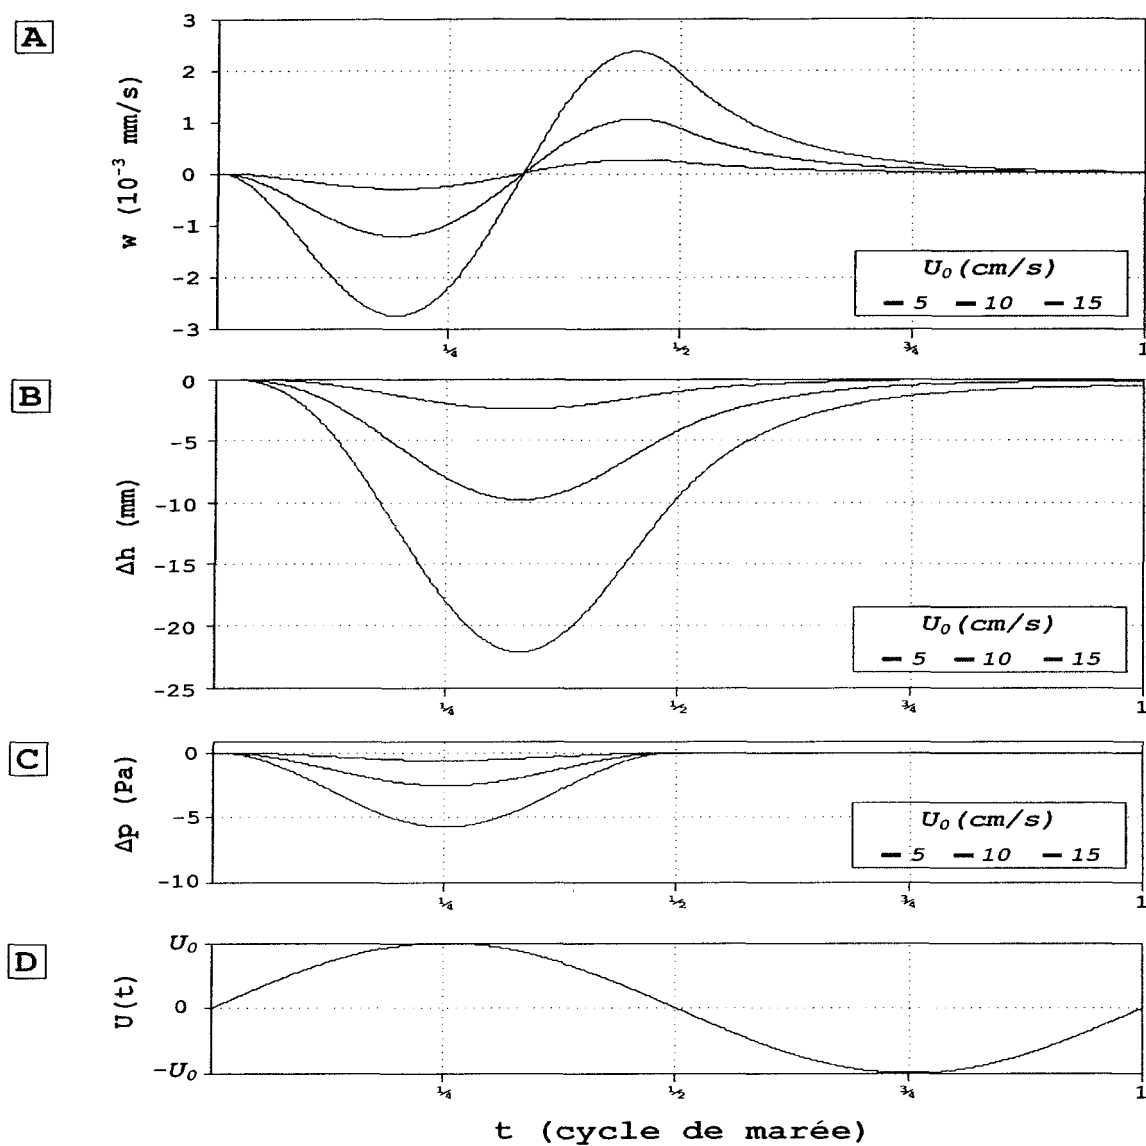 A
w (10⁻³ mm/s)
3
2
1
0
-1
-2
-3
U₀ (cm/s)
5 10 15
¼ ½ ¾ 1
B
Δh (mm)
0
-5
-10
-15
-20
-25
U₀ (cm/s)
5 10 15
¼ ½ ¾ 1
C
Δp (Pa)
0
-5
-10
U₀ (cm/s)
5 10 15
¼ ½ ¾ 1
D
U(t)
U₀
0
-U₀
¼ ½ ¾ 1
t (cycle de marée)